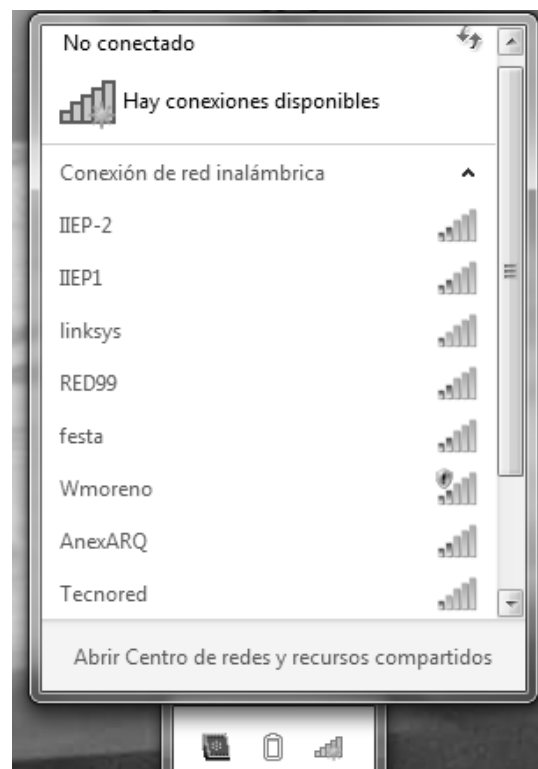 No conectado
Hay conexiones disponibles
Conexión de red inalámbrica
IIEP-2
IIEP1
linksys
RED99
festa
Wmoreno
AnexARQ
Tecnored
Abrir Centro de redes y recursos compartidos